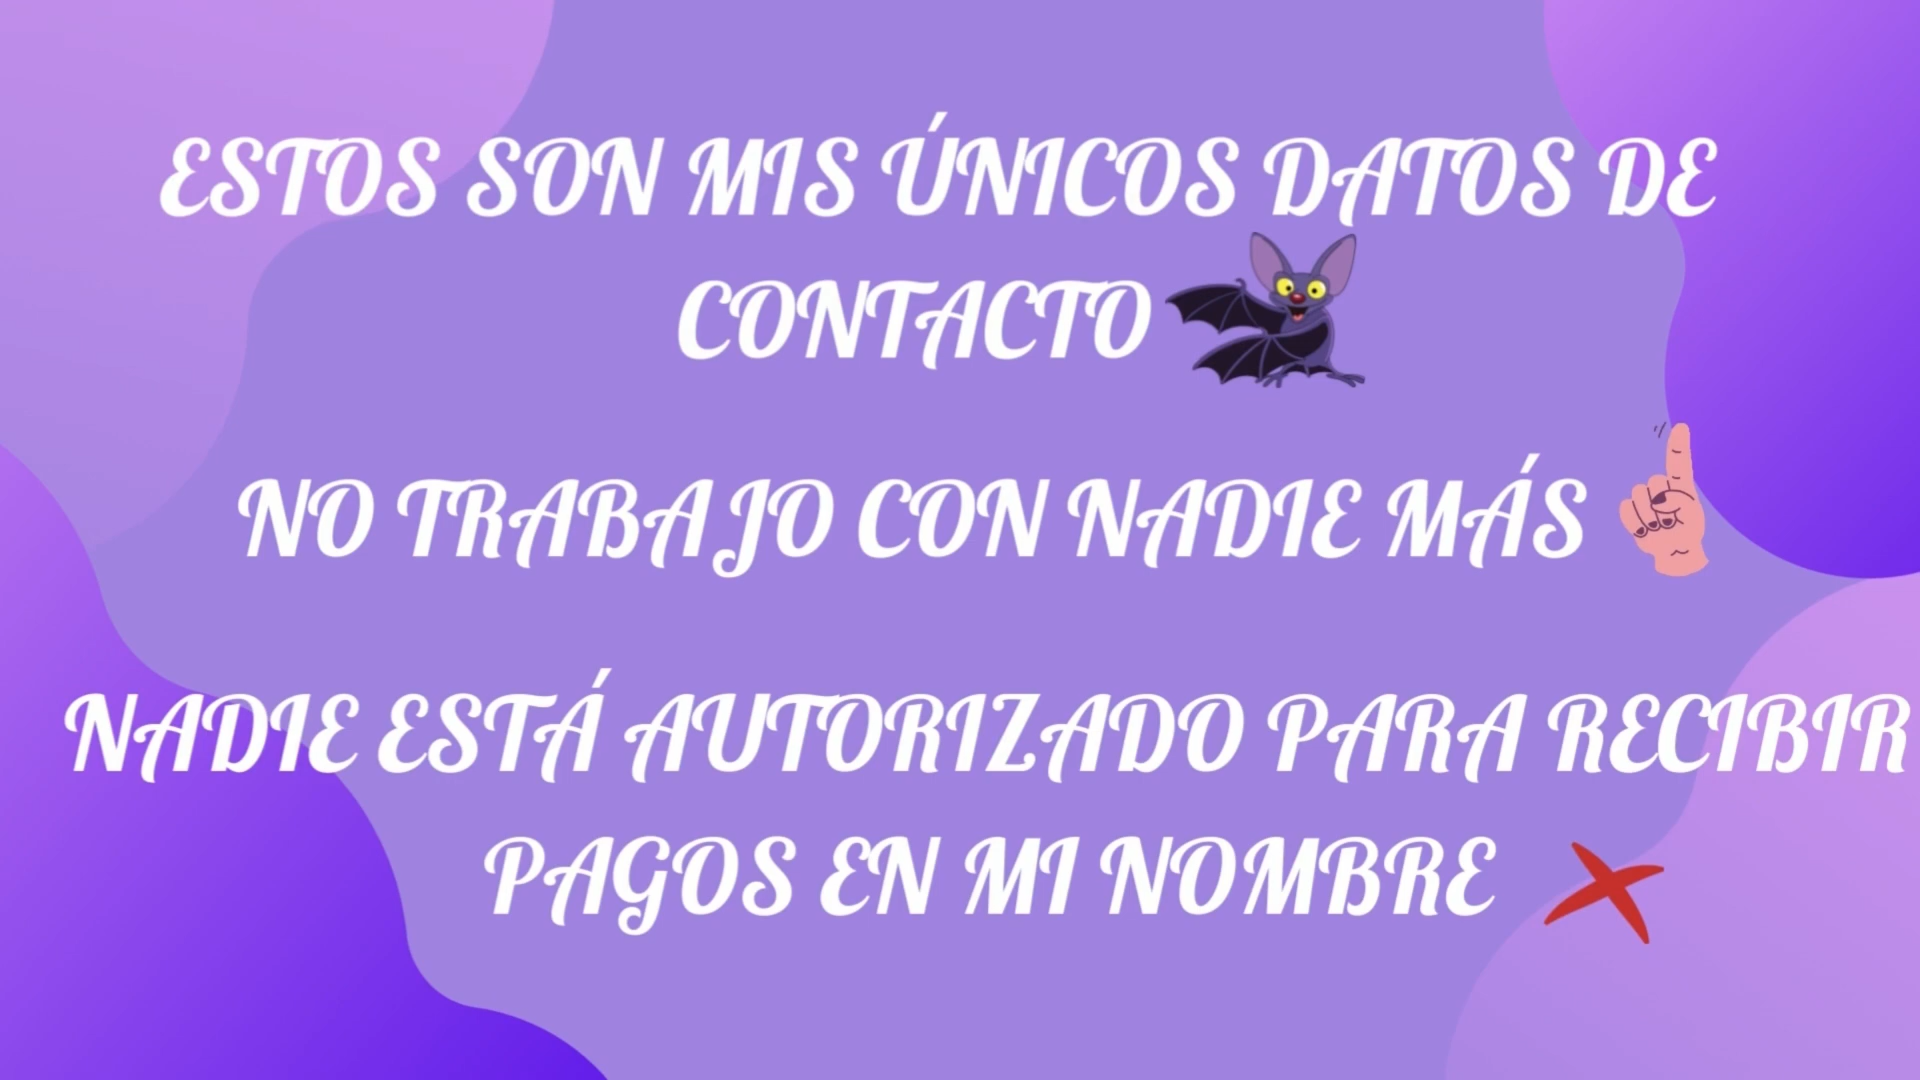 ESTOS SON MIS ÚNICOS DATOS DE
CONTACTO
NO TRABAJO CON NADIE MÁS
NADIE ESTÁ AUTORIZADO PARA RECIBIR
PAGOS EN MI NOMBRE